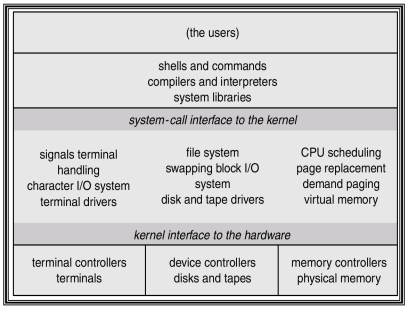 (the users)
shells and commands
compilers and interpreters
system libraries
system-call interface to the kernel
signals terminal
handling
character I/O system
terminal drivers
file system
swapping block I/O
system
disk and tape drivers
CPU scheduling
page replacement
demand paging
virtual memory
kernel interface to the hardware
terminal controllers
terminals
device controllers
disks and tapes
memory controllers
physical memory